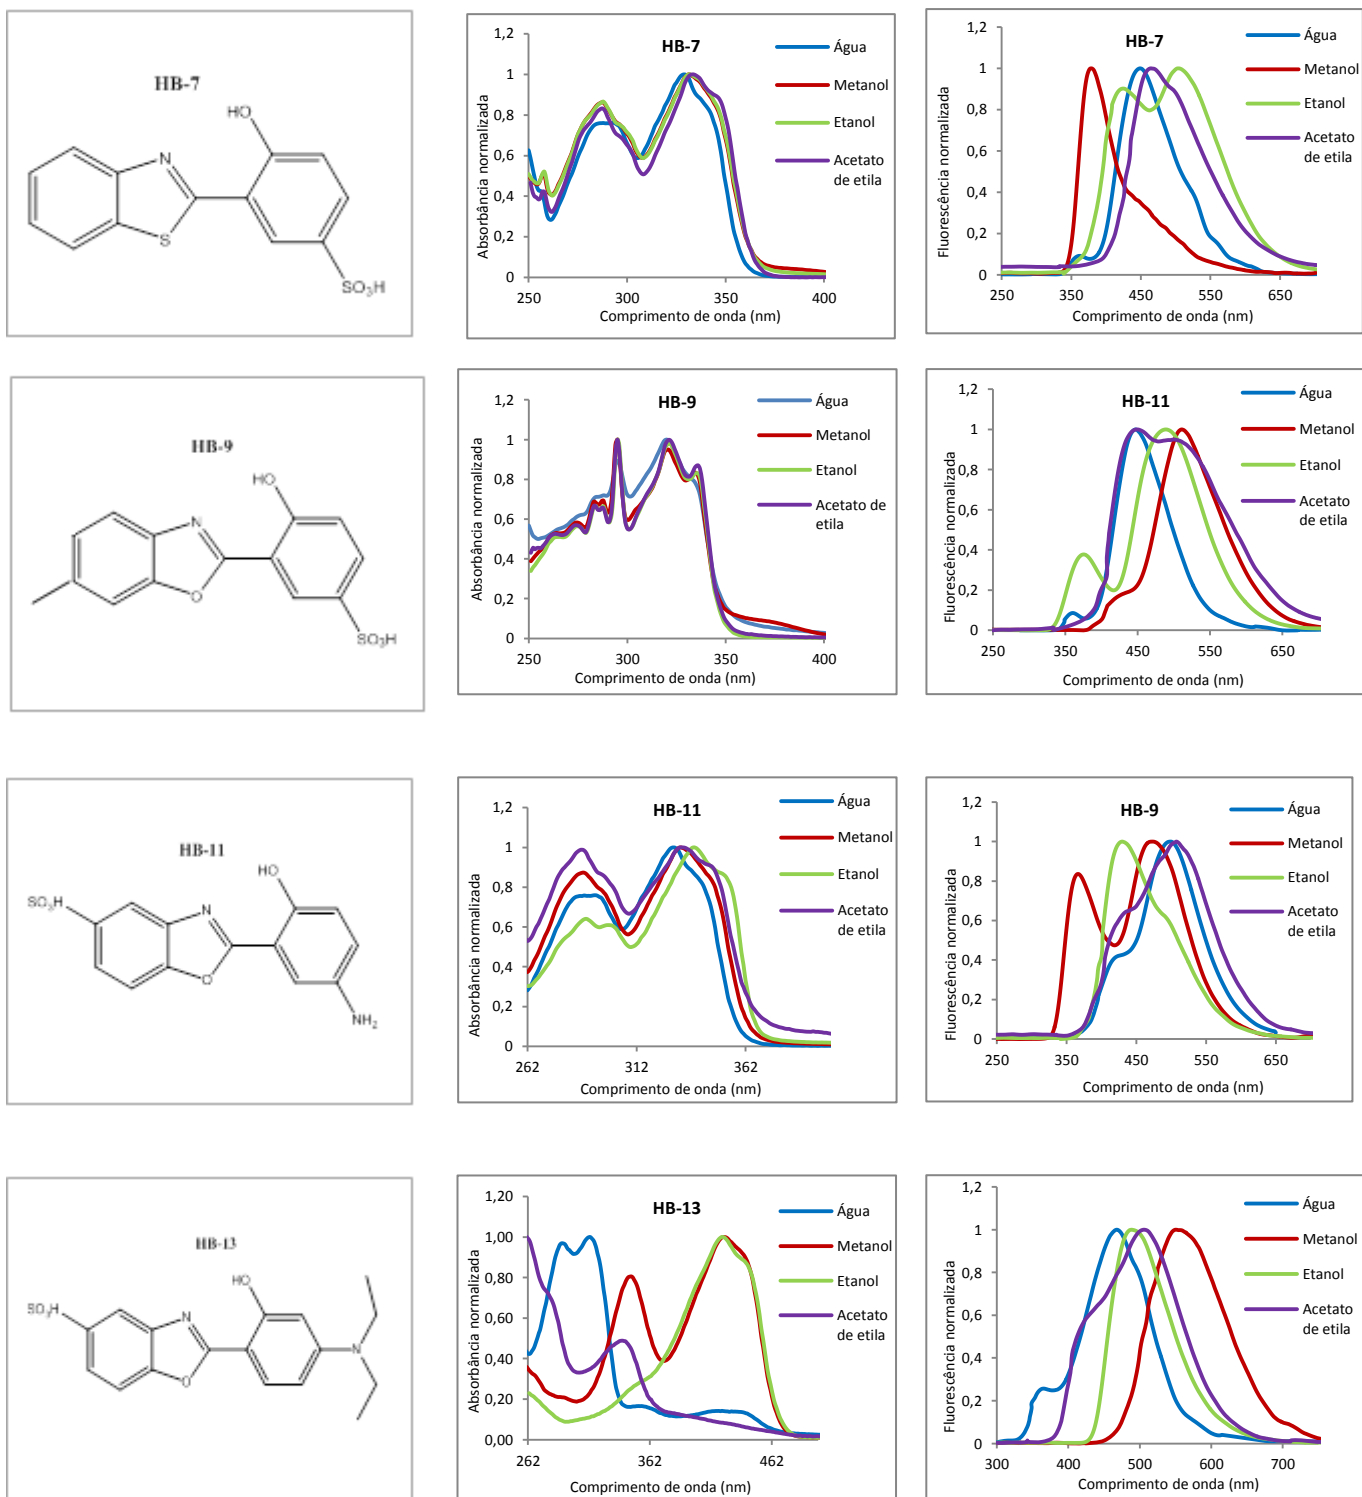 HB-7
HO
N
S
SO3H
HB-7
1,2
1
0,8
0,6
0,4
0,2
0
250 300 350 400
Absorbância normalizada
Comprimento de onda (nm)
Água
Metanol
Etanol
Acetato
de etila
HB-7
1,2
1
0,8
0,6
0,4
0,2
0
250 350 450 550 650
Fluorescência normalizada
Comprimento de onda (nm)
Água
Metanol
Etanol
Acetato
de etila
HB-9
HO
N
O
SO3H
HB-9
1,2
1
0,8
0,6
0,4
0,2
0
250 300 350 400
Absorbância normalizada
Comprimento de onda (nm)
Água
Metanol
Etanol
Acetato de
etila
HB-11
1,2
1
0,8
0,6
0,4
0,2
0
250 350 450 550 650
Fluorescência normalizada
Comprimento de onda (nm)
Água
Metanol
Etanol
Acetato
de etila
HB-11
SO3H
HO
N
O
NH2
HB-11
1,2
1
0,8
0,6
0,4
0,2
0
262 312 362
Absorbância normalizada
Comprimento de onda (nm)
Água
Metanol
Etanol
Acetato
de etila
HB-9
1,2
1
0,8
0,6
0,4
0,2
0
250 350 450 550 650
Fluorescência normalizada
Comprimento de onda (nm)
Água
Metanol
Etanol
Acetato
de etila
HB-13
SO3H
HO
N
O
N
HB-13
1,20
1,00
0,80
0,60
0,40
0,20
0,00
262 362 462
Absorbância normalizada
Comprimento de onda (nm)
Água
Metanol
Etanol
Acetato
de etila
1,2
1
0,8
0,6
0,4
0,2
0
300 400 500 600 700
Fluorescência normalizada
Comprimento de onda (nm)
Água
Metanol
Etanol
Acetato
de etila